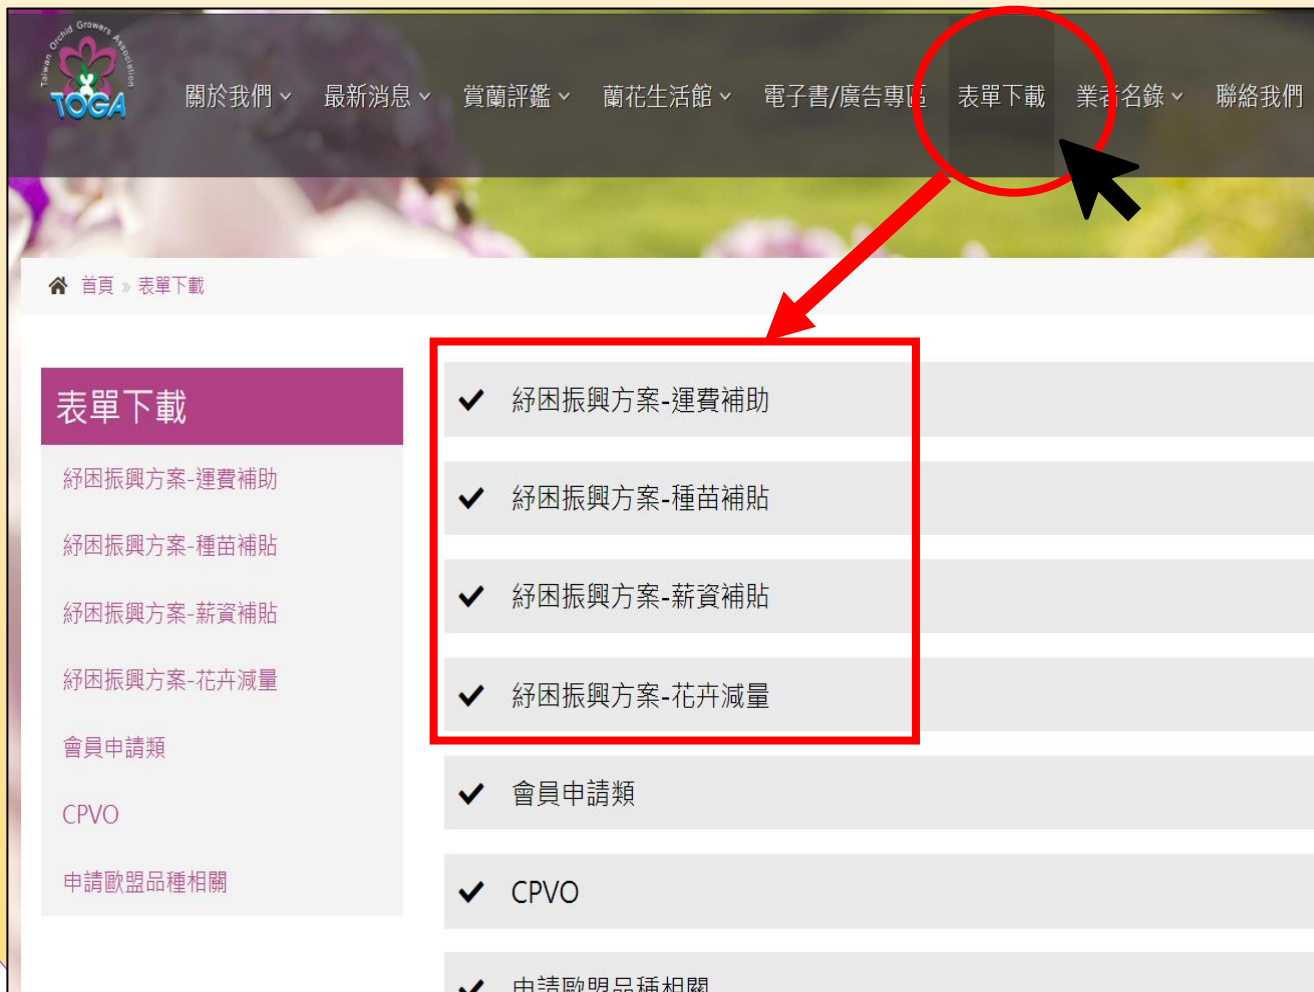 Taiwan Orchid Growers Association
TOGA
關於我們
最新消息
賞蘭評鑑
蘭花生活館
電子書/廣告專區
表單下載
業者名錄
聯絡我們
首頁 » 表單下載
表單下載
紓困振興方案-運費補助
紓困振興方案-種苗補貼
紓困振興方案-薪資補貼
紓困振興方案-花卉減量
會員申請類
CPVO
申請歐盟品種相關
紓困振興方案-運費補助
紓困振興方案-種苗補貼
紓困振興方案-薪資補貼
紓困振興方案-花卉減量
會員申請類
CPVO
申請歐盟品種相關